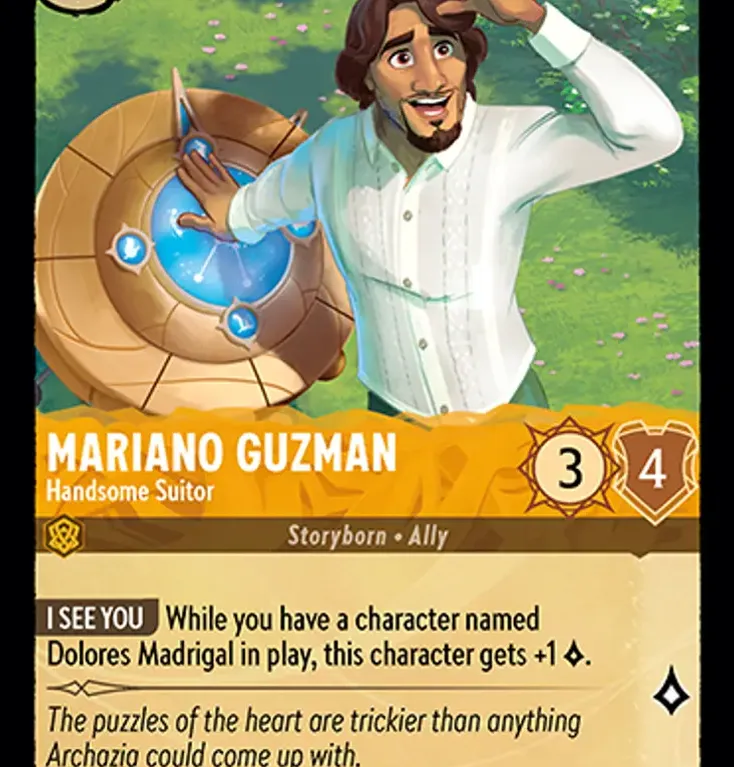 MARIANO GUZMAN
Handsome Suitor
3
4
Storyborn • Ally
I SEE YOU While you have a character named
Dolores Madrigal in play, this character gets +1 ⟡.
The puzzles of the heart are trickier than anything
Archazia could come up with.